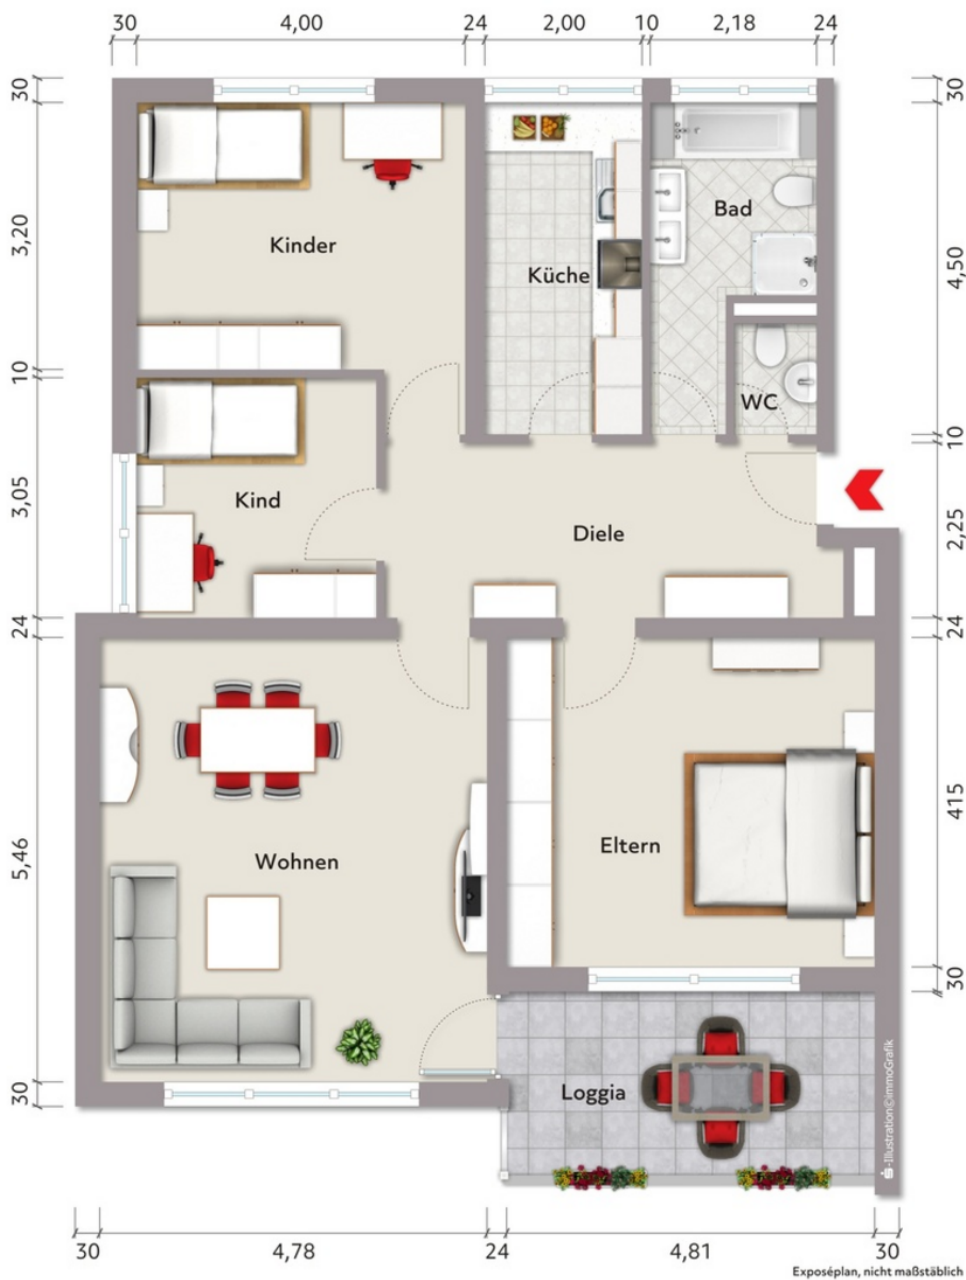 30 4,00 24 2,00 10 2,18 24
30
3,20
10
3,05
24
5,46
30
30
4,50
10
2,25
24
415
30
Kinder
Küche
Bad
WC
Kind
Diele
Wohnen
Eltern
Loggia
S-Illustration©immoGrafik
30 4,78 24 4,81 30
Exposéplan, nicht maßstäblich